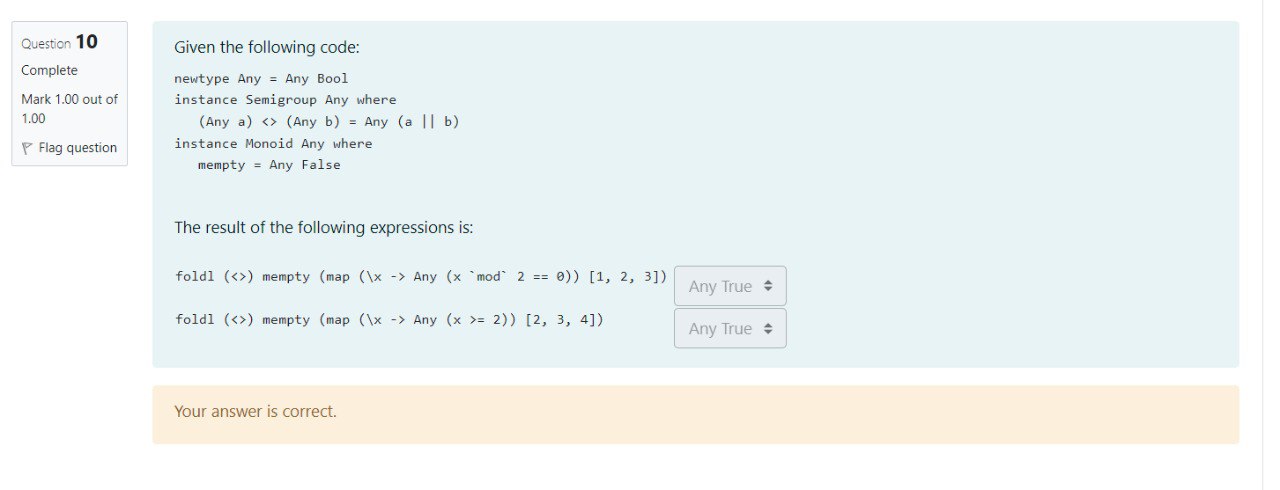 Question 10
Complete
Mark 1.00 out of
1.00
Flag question
Given the following code:
newtype Any = Any Bool
instance Semigroup Any where
   (Any a) <> (Any b) = Any (a || b)
instance Monoid Any where
   mempty = Any False
The result of the following expressions is:
foldl (<>) mempty (map (\x -> Any (x `mod` 2 == 0)) [1, 2, 3]) Any True
foldl (<>) mempty (map (\x -> Any (x >= 2)) [2, 3, 4]) Any True
Your answer is correct.